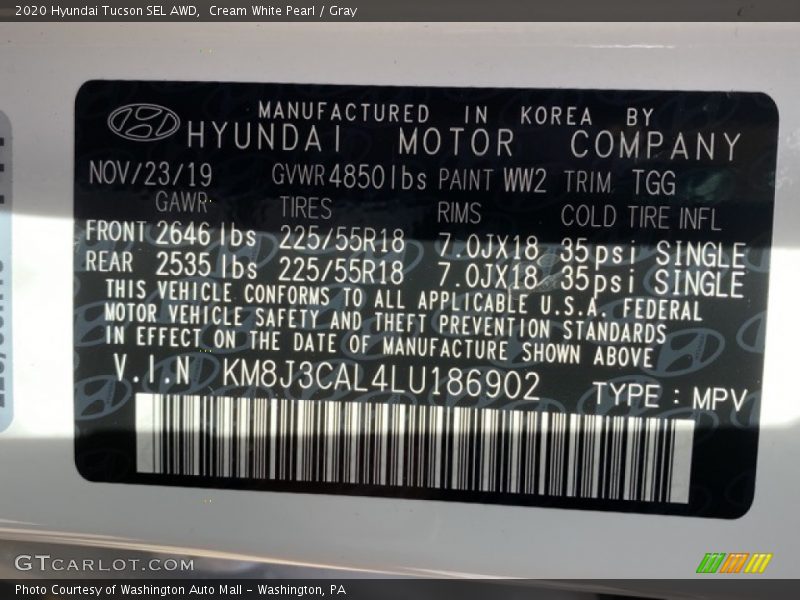 2020 Hyundai Tucson SEL AWD,  Cream White Pearl / Gray
MANUFACTURED IN KOREA BY
HYUNDAI MOTOR COMPANY
NOV/23/19 GVWR 4850lbs PAINT WW2 TRIM TGG
GAWR TIRES RIMS COLD TIRE INFL
FRONT 2646 lbs 225/55R18 7.0JX18 35psi SINGLE
REAR 2535 lbs 225/55R18 7.0JX18 35psi SINGLE
THIS VEHICLE CONFORMS TO ALL APPLICABLE U.S.A. FEDERAL
MOTOR VEHICLE SAFETY AND THEFT PREVENTION STANDARDS
IN EFFECT ON THE DATE OF MANUFACTURE SHOWN ABOVE
V.I.N KM8J3CAL4LU186902 TYPE : MPV
GTCARLOT.COM
Photo Courtesy of Washington Auto Mall - Washington, PA